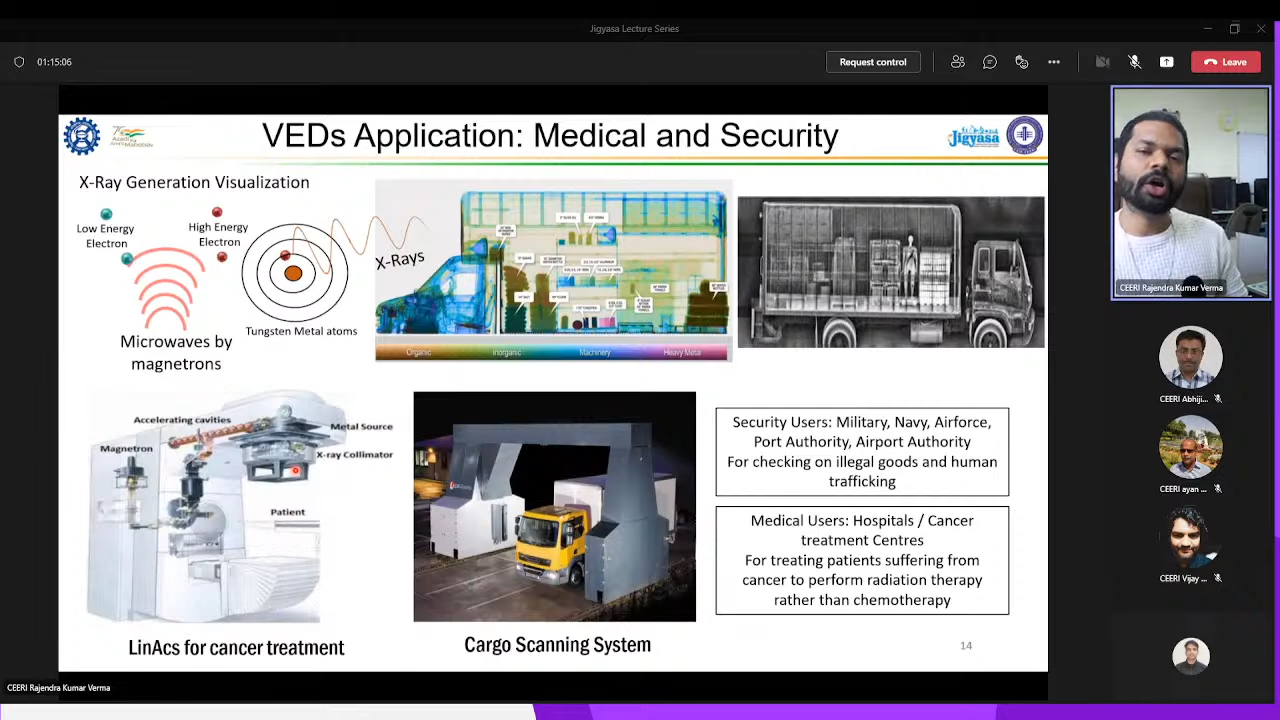 Jigyasa Lecture Series
01:15:06
Request control
Leave
VEDs Application: Medical and Security
Jigyasa
X-Ray Generation Visualization
Low Energy
Electron
High Energy
Electron
X-Rays
Tungsten Metal atoms
Microwaves by
magnetrons
Organic
Inorganic
Machinery
Heavy Metal
Accelerating cavities
Metal Source
Magnetron
X-ray Collimator
Patient
LinAcs for cancer treatment
Cargo Scanning System
Security Users: Military, Navy, Airforce,
Port Authority, Airport Authority
For checking on illegal goods and human
trafficking
Medical Users: Hospitals / Cancer
treatment Centres
For treating patients suffering from
cancer to perform radiation therapy
rather than chemotherapy
14
CEERI Rajendra Kumar Verma
CEERI Abhiji...
CEERI ayan ...
CEERI Vijay ...
CEERI Rajendra Kumar Verma